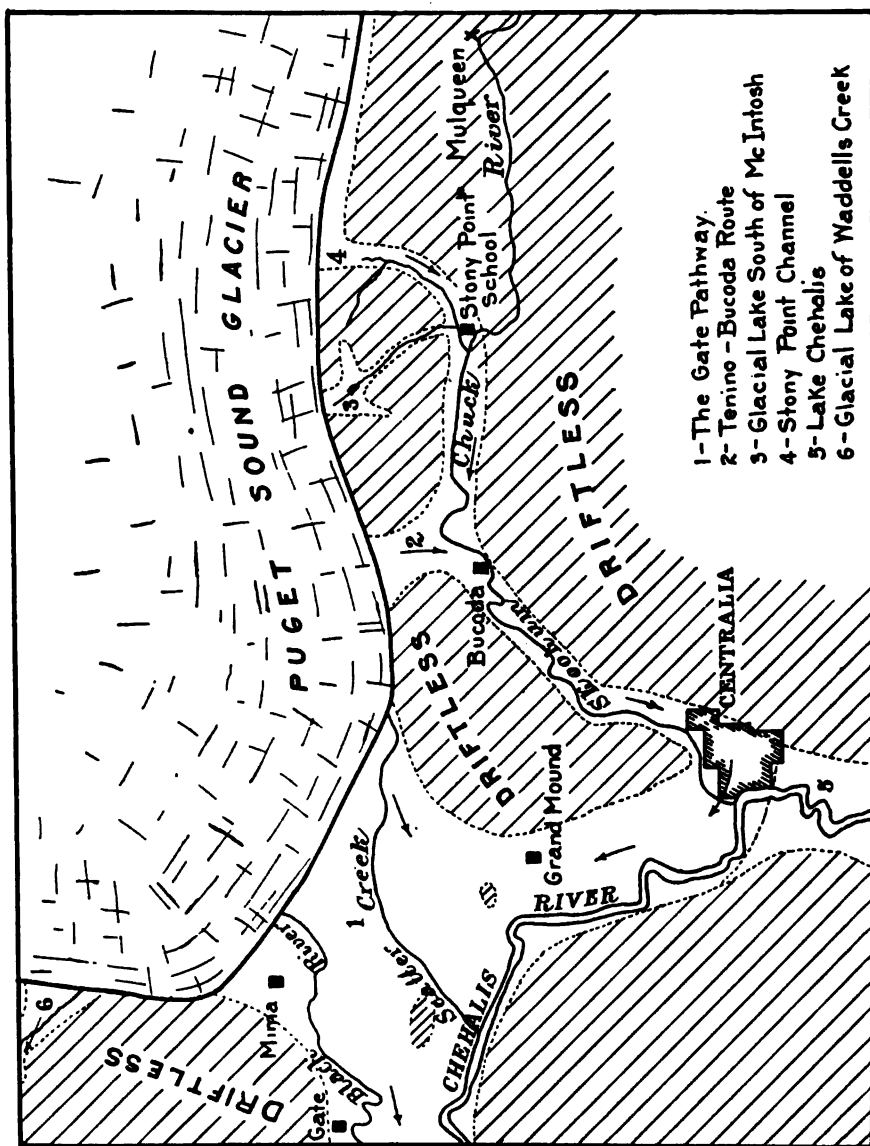 PUGET SOUND GLACIER
4
Mulqueen
Stony Point
School
River
3
Chuck
2
Bucoda
DRIFTLESS
DRIFTLESS
Skookum
CENTRALIA
Grand Mound
5
RIVER
CHEHALIS
1
Creek
Scatter
River
Black
Mima
Gate
6
DRIFTLESS
1-The Gate Pathway.
2-Tenino-Bucoda Route
3-Glacial Lake South of McIntosh
4-Stony Point Channel
5-Lake Chehalis
6-Glacial Lake of Waddells Creek